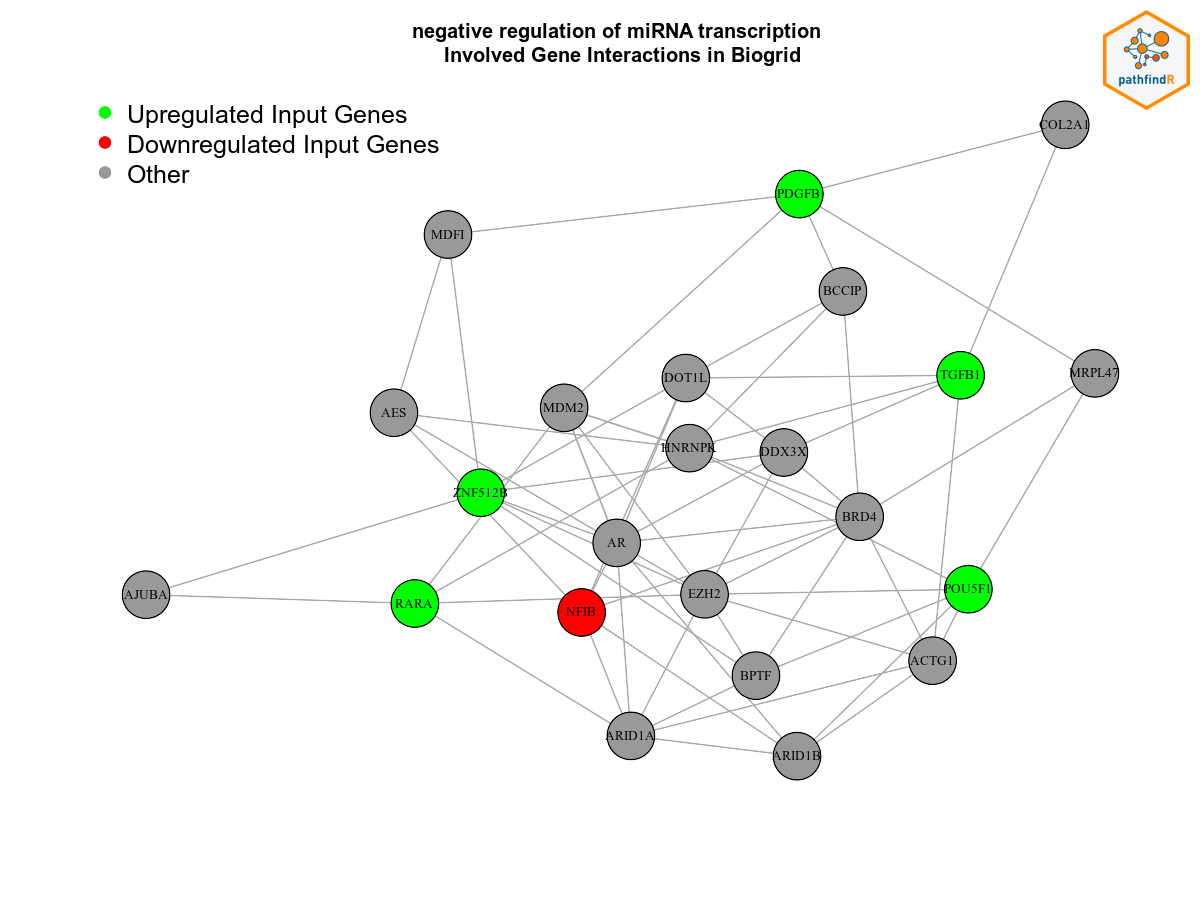 negative regulation of miRNA transcription
Involved Gene Interactions in Biogrid
pathfindR
Upregulated Input Genes
Downregulated Input Genes
Other
COL2A1
PDGFB
MDFI
BCCIP
MRPL47
TGFB1
DOT1L
MDM2
AES
HNRNPK
DDX3X
ZNF512B
BRD4
AR
POU5F1
EZH2
AJUBA
RARA
NFIB
ACTG1
BPTF
ARID1A
ARID1B